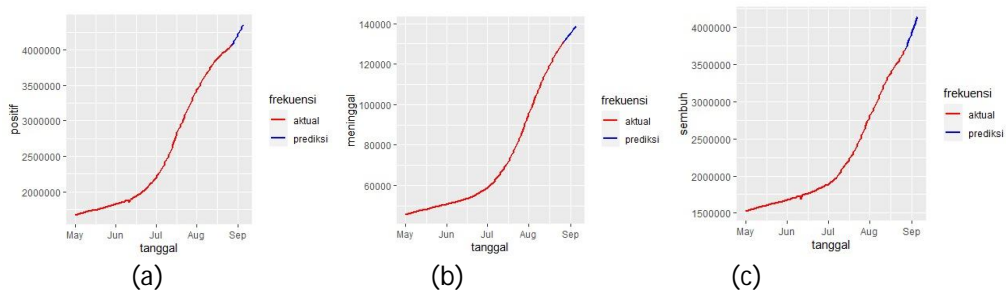 positif
4000000
3500000
3000000
2500000
2000000
May Jun Jul Aug Sep
tanggal
frekuensi
aktual
prediksi
(a)
meninggal
140000
120000
100000
80000
60000
May Jun Jul Aug Sep
tanggal
frekuensi
aktual
prediksi
(b)
sembuh
4000000
3500000
3000000
2500000
2000000
1500000
May Jun Jul Aug Sep
tanggal
frekuensi
aktual
prediksi
(c)